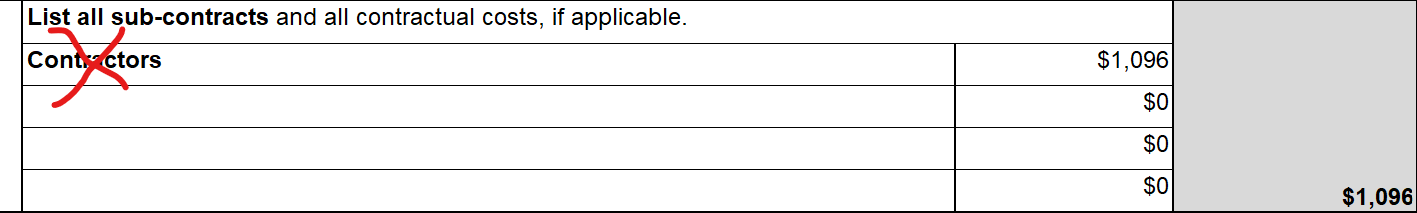 List all sub-contracts and all contractual costs, if applicable.
Contractors $1,096
$0
$0
$0 $1,096